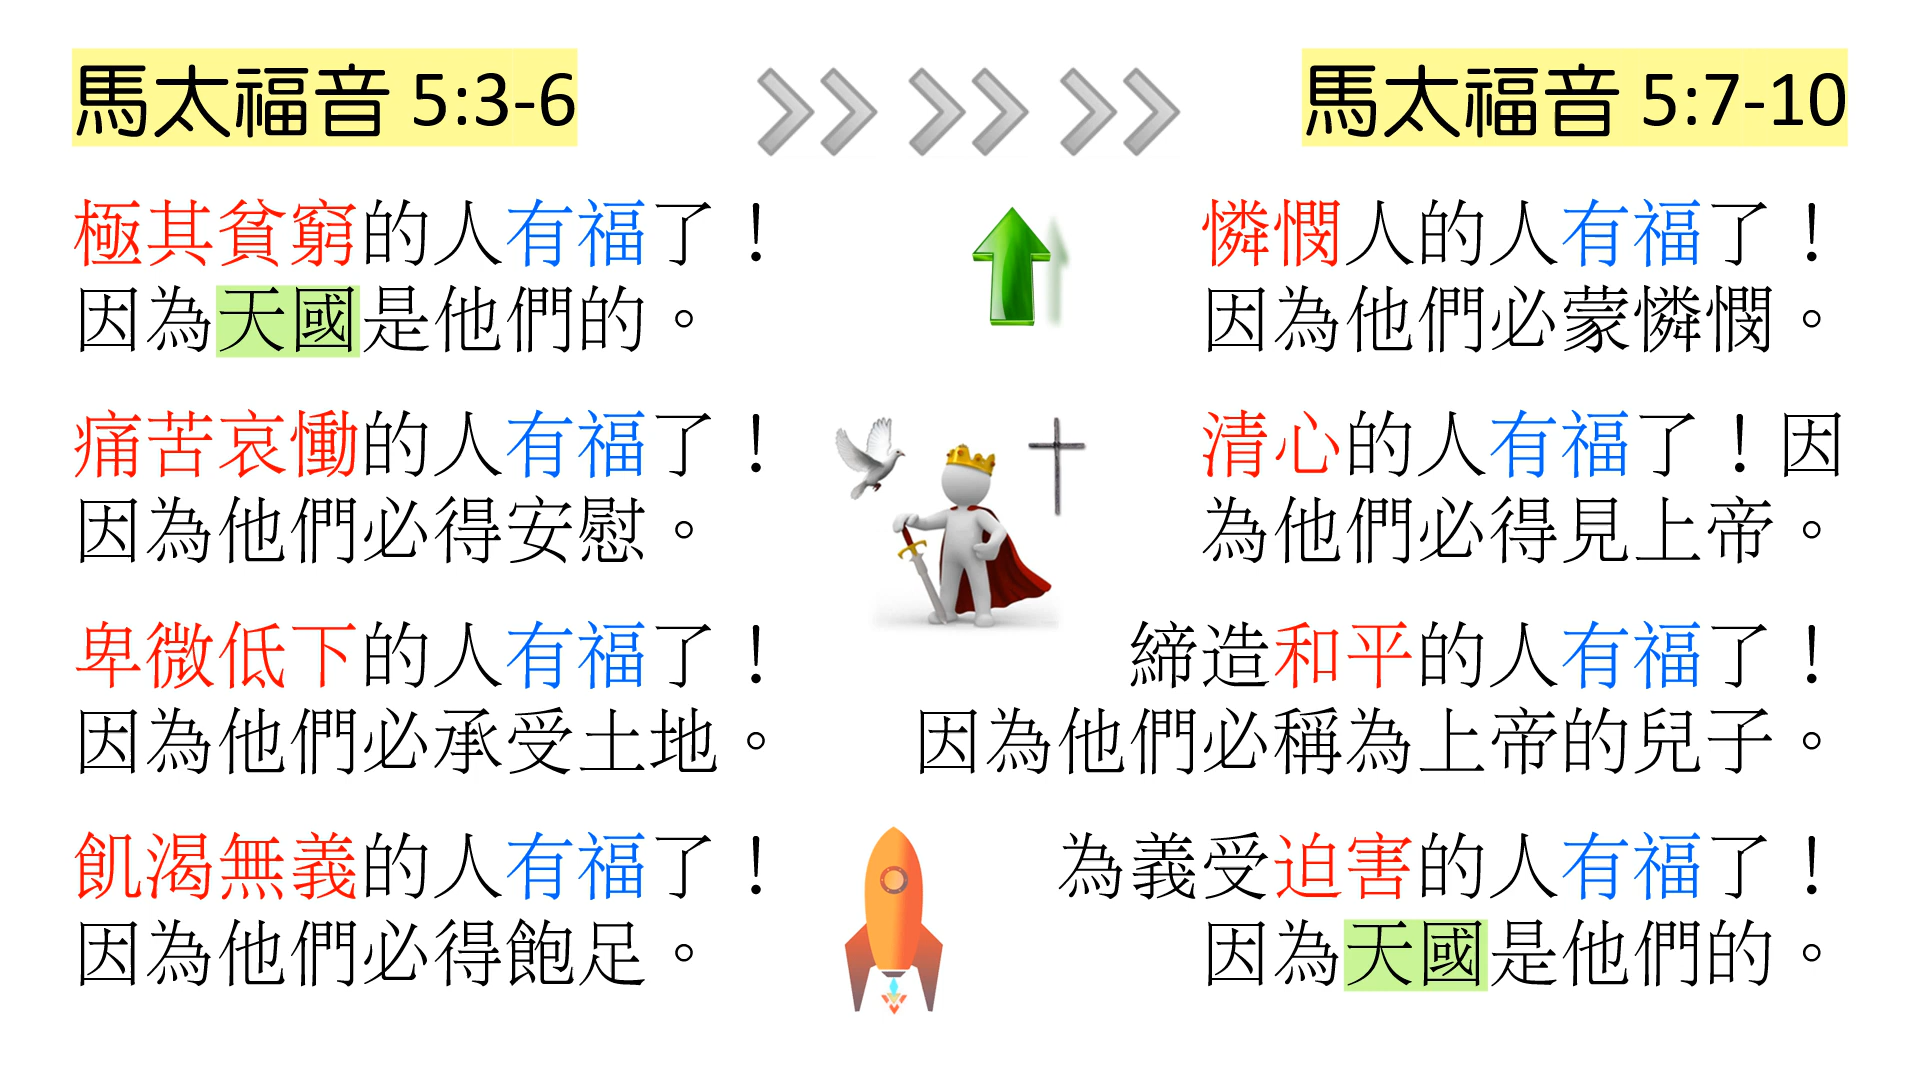 馬太福音 5:3-6
極其貧窮的人有福了！
因為天國是他們的。
痛苦哀慟的人有福了！
因為他們必得安慰。
卑微低下的人有福了！
因為他們必承受土地。
飢渴無義的人有福了！
因為他們必得飽足。
馬太福音 5:7-10
憐憫人的人有福了！
因為他們必蒙憐憫。
清心的人有福了！因
為他們必得見上帝。
締造和平的人有福了！
因為他們必稱為上帝的兒子。
為義受迫害的人有福了！
因為天國是他們的。